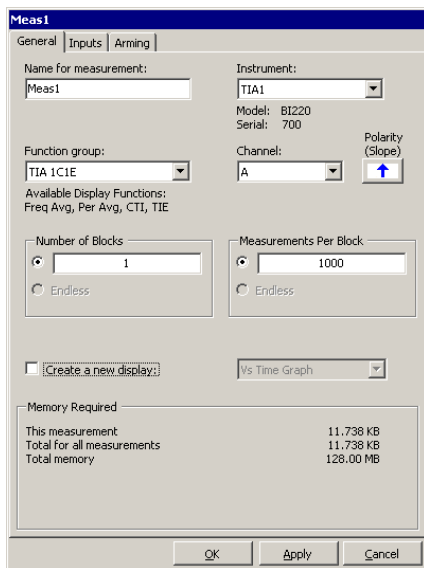 Meas1
General Inputs Arming
Name for measurement: Instrument:
Meas1 TIA1
Model: BI220
Serial: 700
Polarity
Function group: Channel: (Slope)
TIA 1C1E A
Available Display Functions:
Freq Avg, Per Avg, CTI, TIE
Number of Blocks Measurements Per Block
1 1000
Endless Endless
Create a new display: Vs Time Graph
Memory Required
This measurement 11.738 KB
Total for all measurements 11.738 KB
Total memory 128.00 MB
OK Apply Cancel